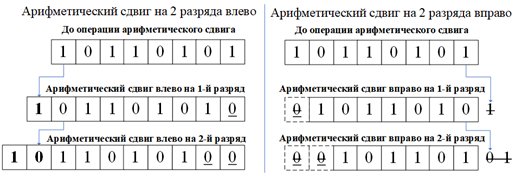 Арифметический сдвиг на 2 разряда влево
До операции арифметического сдвига
1 0 1 1 0 1 0 1
Арифметический сдвиг влево на 1-й разряд
1 0 1 1 0 1 0 1 0
Арифметический сдвиг влево на 2-й разряд
1 0 1 1 0 1 0 1 0 0
Арифметический сдвиг на 2 разряда вправо
До операции арифметического сдвига
1 0 1 1 0 1 0 1
Арифметический сдвиг вправо на 1-й разряд
0 1 0 1 1 0 1 0 1
Арифметический сдвиг вправо на 2-й разряд
0 0 1 0 1 1 0 1 0 1